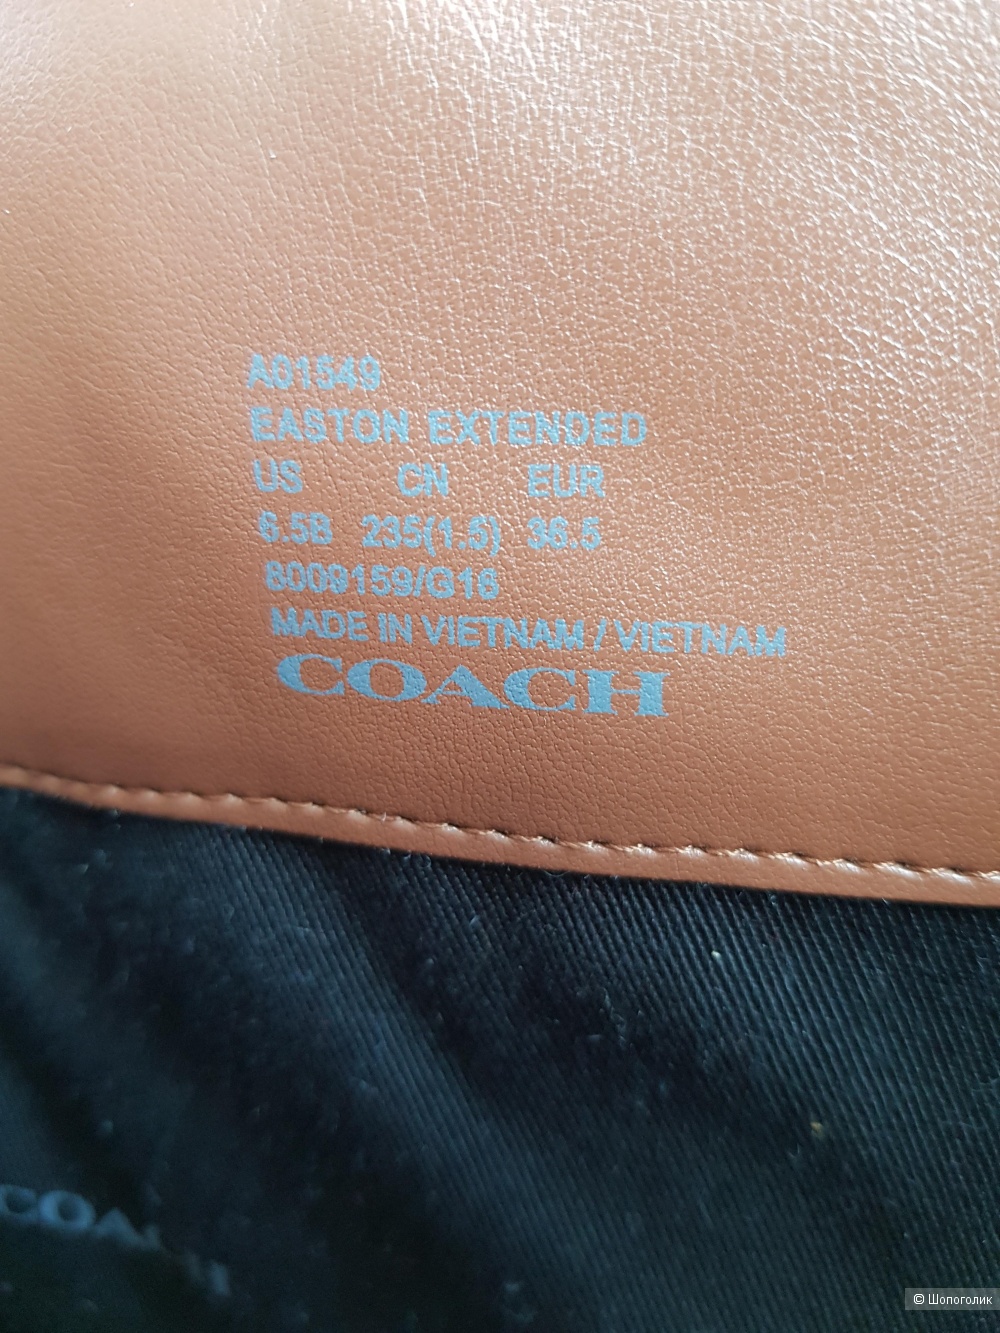 A01549
EASTON EXTENDED
US CN EUR
6.5B 235(1.5) 36.5
8009159/G16
MADE IN VIETNAM / VIETNAM
COACH
COA
© Шопоголик